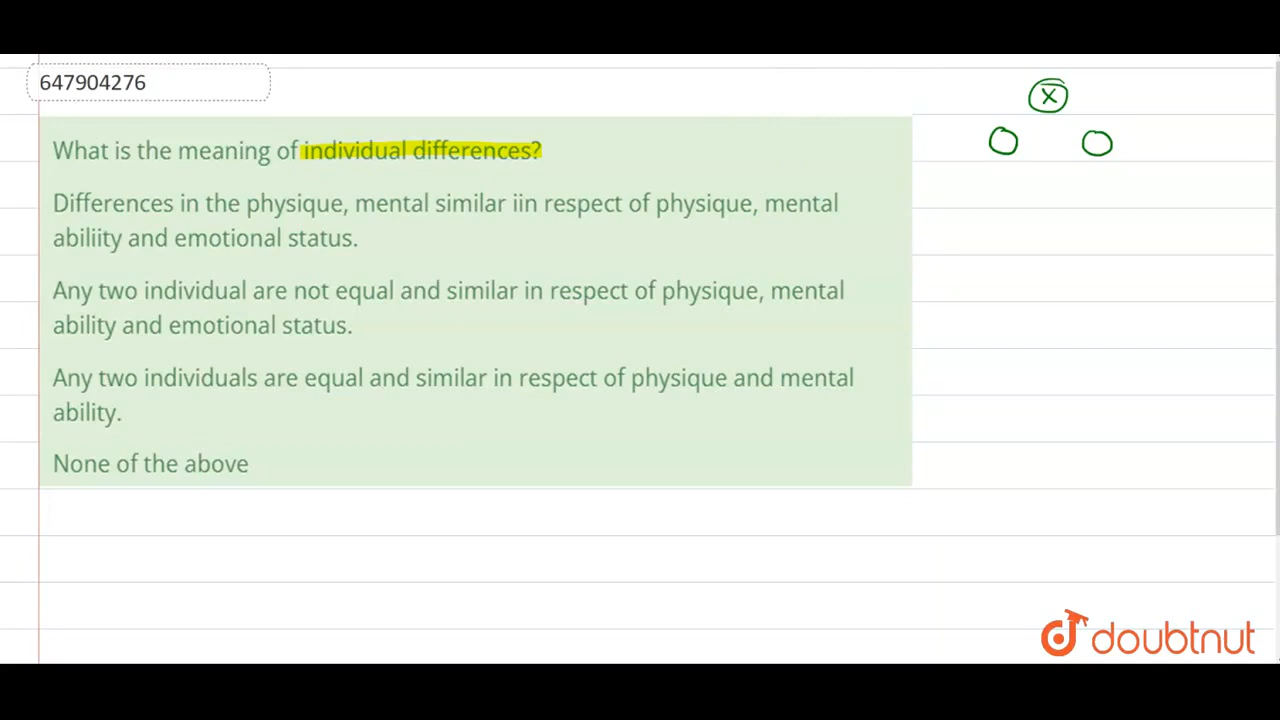 647904276
X
What is the meaning of individual differences?
Differences in the physique, mental similar iin respect of physique, mental
abiliity and emotional status.
Any two individual are not equal and similar in respect of physique, mental
ability and emotional status.
Any two individuals are equal and similar in respect of physique and mental
ability.
None of the above
doubtnut